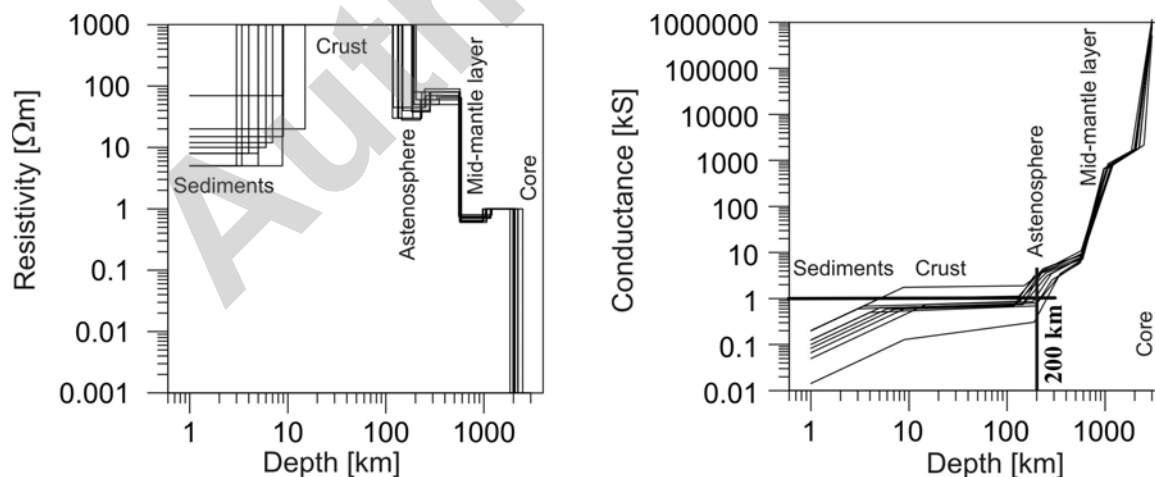 Auth
Resistivity [Ωm]
1000
100
10
1
0.1
0.01
0.001
Crust
Sediments
Astenosphere
Mid-mantle layer
Core
1
10
100
1000
Depth [km]
Conductance [kS]
1000000
100000
10000
1000
100
10
1
0.1
0.01
Sediments
Crust
Astenosphere
Mid-mantle layer
200 km
Core
1
10
100
1000
Depth [km]